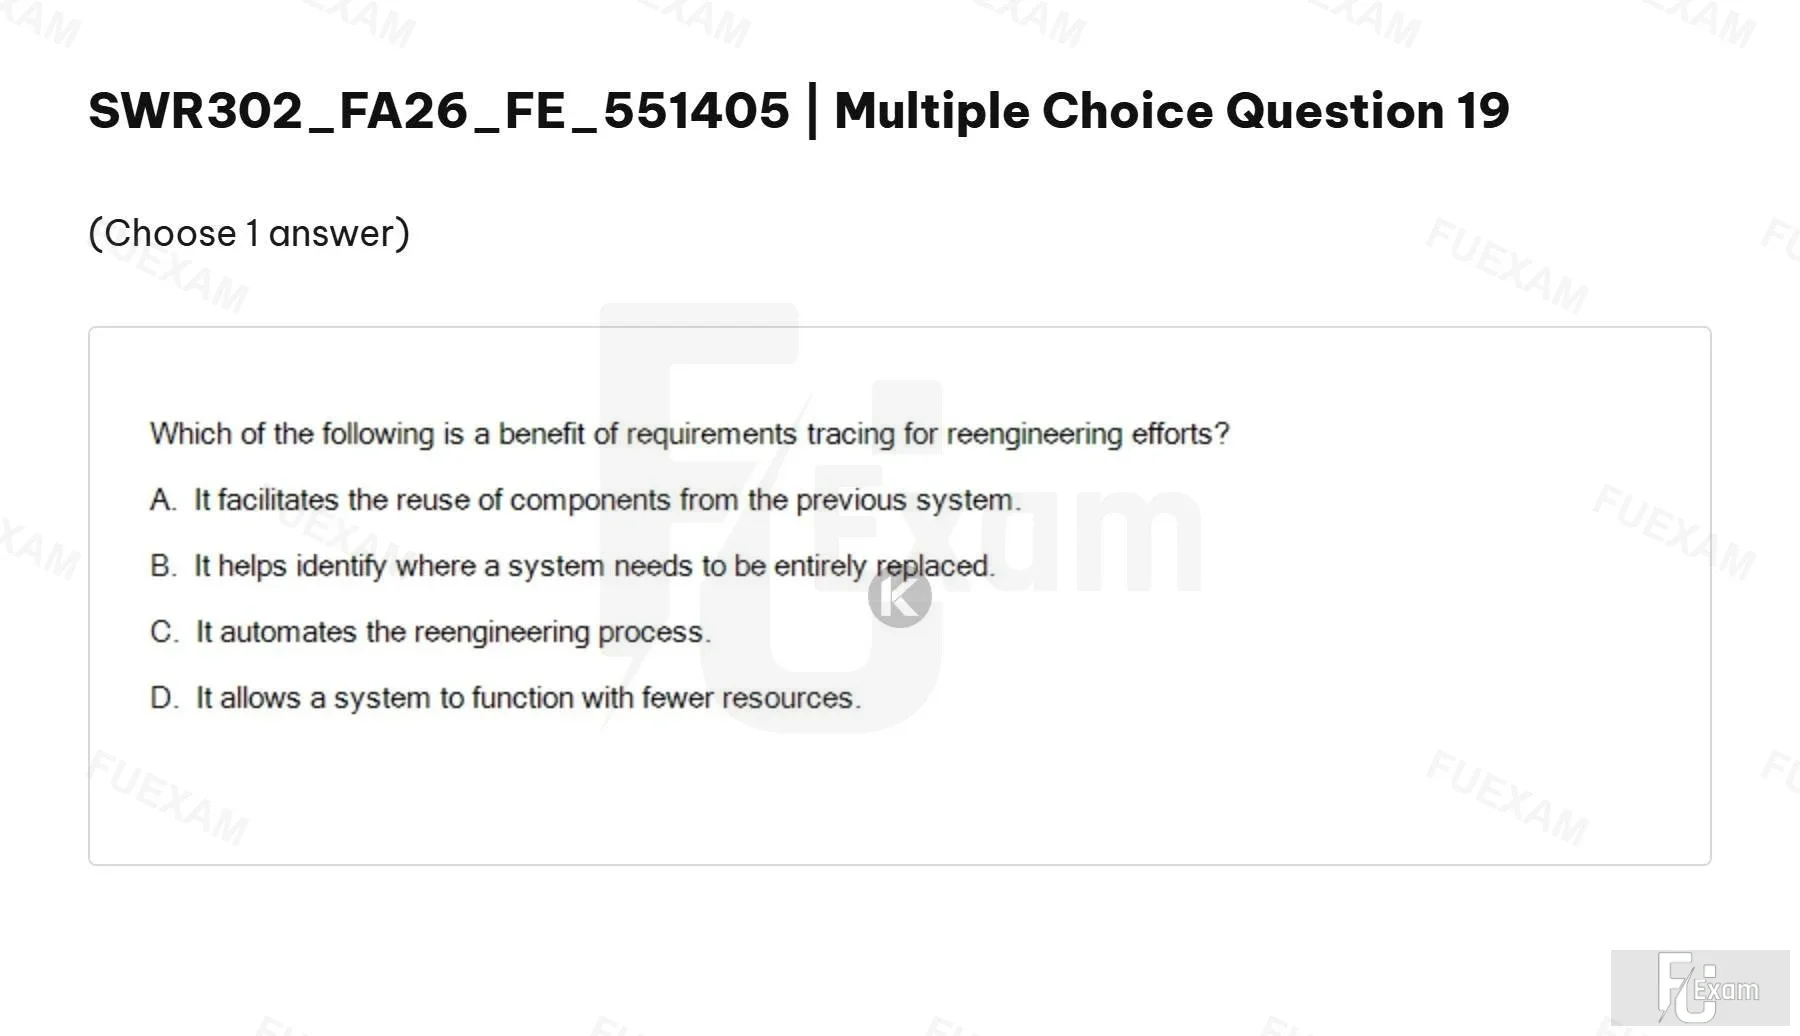 SWR302_FA26_FE_551405 | Multiple Choice Question 19
(Choose 1 answer)
Which of the following is a benefit of requirements tracing for reengineering efforts?
A. It facilitates the reuse of components from the previous system.
B. It helps identify where a system needs to be entirely replaced.
C. It automates the reengineering process.
D. It allows a system to function with fewer resources.
FUExam